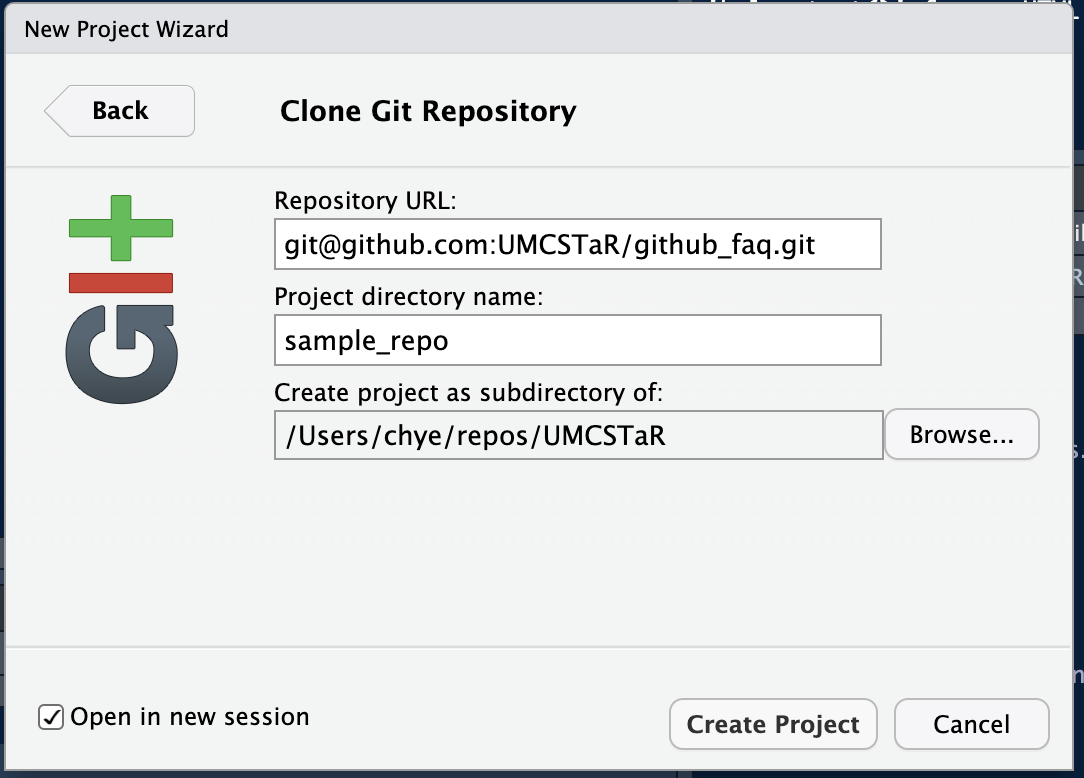 New Project Wizard
Back
Clone Git Repository
GIt
Repository URL:
git@github.com:UMCSTaR/github_faq.git
Project directory name:
sample_repo
Create project as subdirectory of:
/Users/chye/repos/UMCSTaR
Browse...
Open in new session
Create Project
Cancel